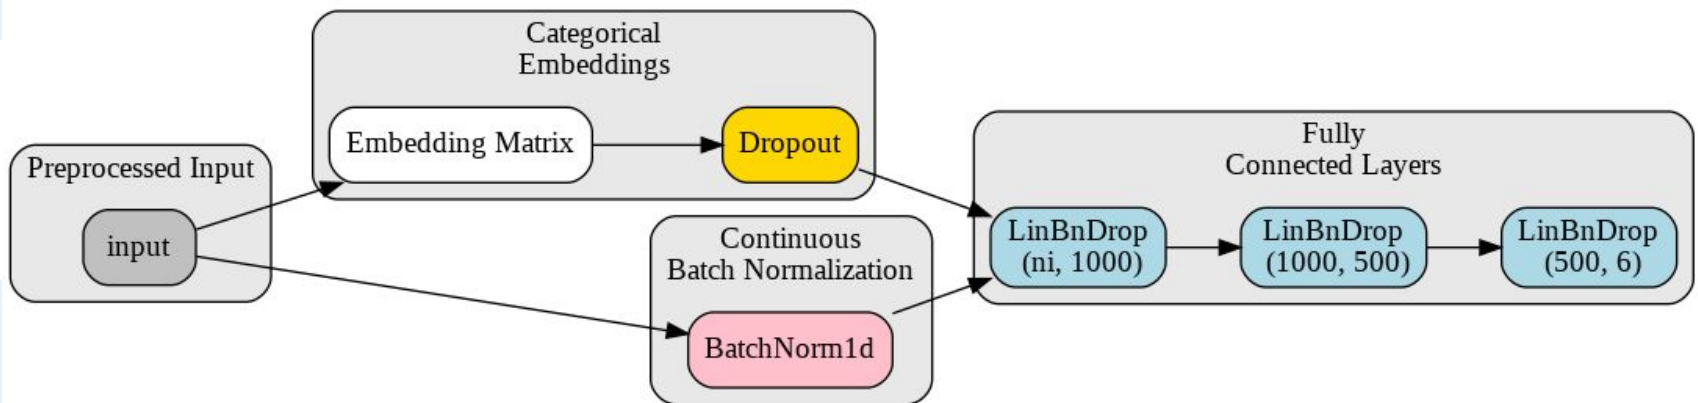 Preprocessed Input
input
Categorical
Embeddings
Embedding Matrix
Dropout
Continuous
Batch Normalization
BatchNorm1d
Fully
Connected Layers
LinBnDrop
(ni, 1000)
LinBnDrop
(1000, 500)
LinBnDrop
(500, 6)